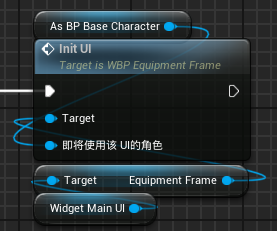 As BP Base Character
Init UI
Target is WBP Equipment Frame
Target
即将使用该 UI的角色
Target Equipment Frame
Widget Main UI